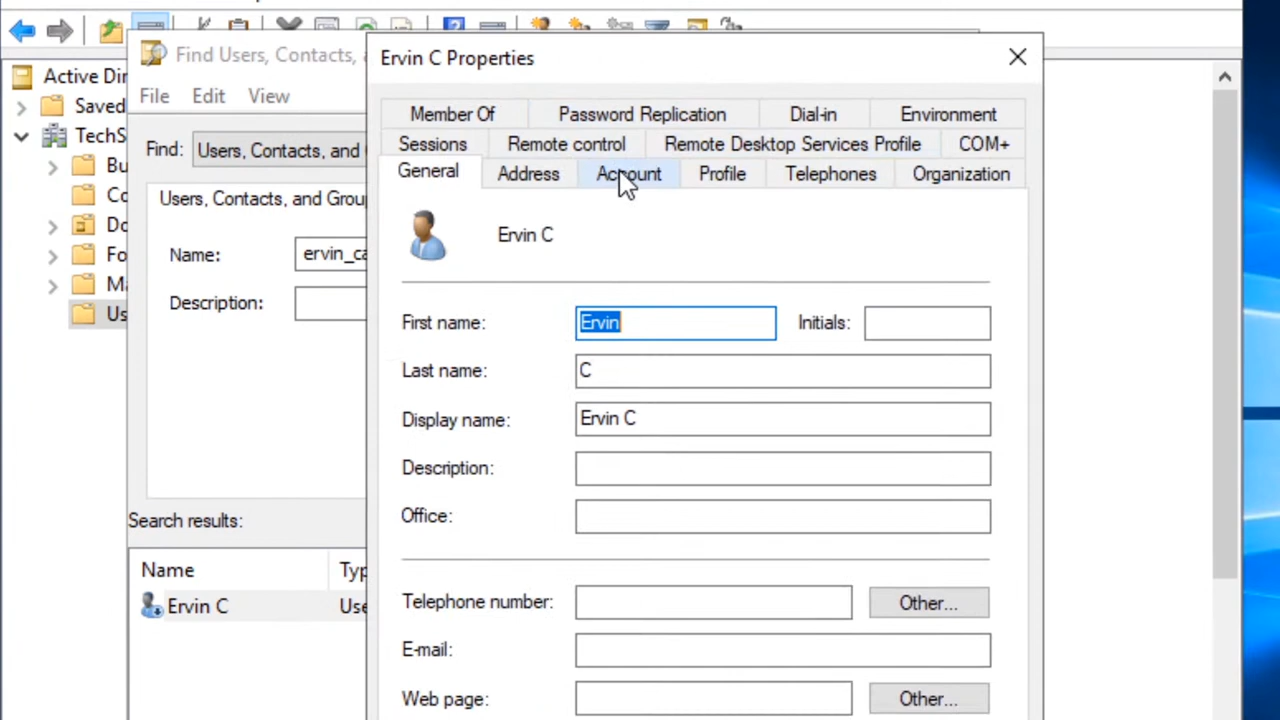 Find Users, Contacts, a
Ervin C Properties
File Edit View
Active Dir
Saved
TechS
Bu
Co
Do
Fo
Ma
Us
Find: Users, Contacts, and
Users, Contacts, and Grou
Name: ervin_ca
Description:
Search results:
Name Typ
Ervin C Use
Member Of Password Replication Dial-in Environment
Sessions Remote control Remote Desktop Services Profile COM+
General Address Account Profile Telephones Organization
Ervin C
First name: Ervin Initials:
Last name: C
Display name: Ervin C
Description:
Office:
Telephone number: Other...
E-mail:
Web page: Other...